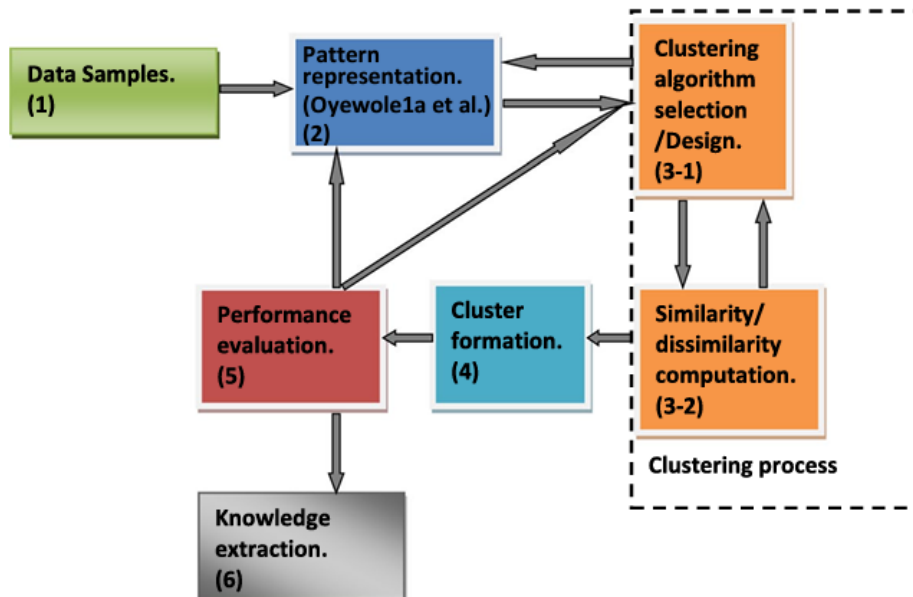 Data Samples.
(1)
Pattern
representation.
(Oyewole1a et al.)
(2)
Clustering
algorithm
selection
/Design.
(3-1)
Performance
evaluation.
(5)
Cluster
formation.
(4)
Similarity/
dissimilarity
computation.
(3-2)
Clustering process
Knowledge
extraction.
(6)